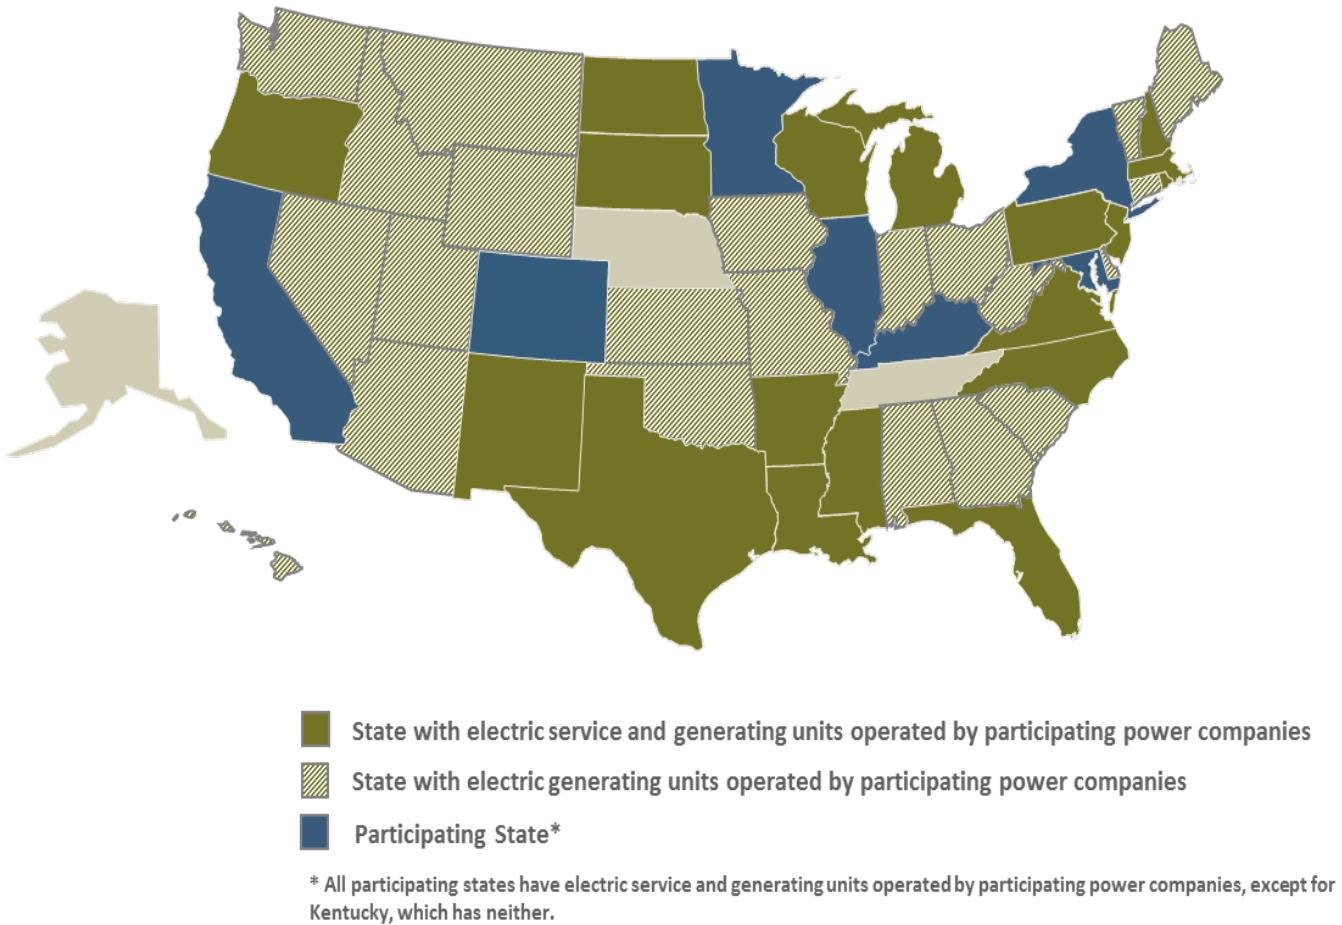 State with electric service and generating units operated by participating power companies
State with electric generating units operated by participating power companies
Participating State*
* All participating states have electric service and generating units operated by participating power companies, except for
Kentucky, which has neither.